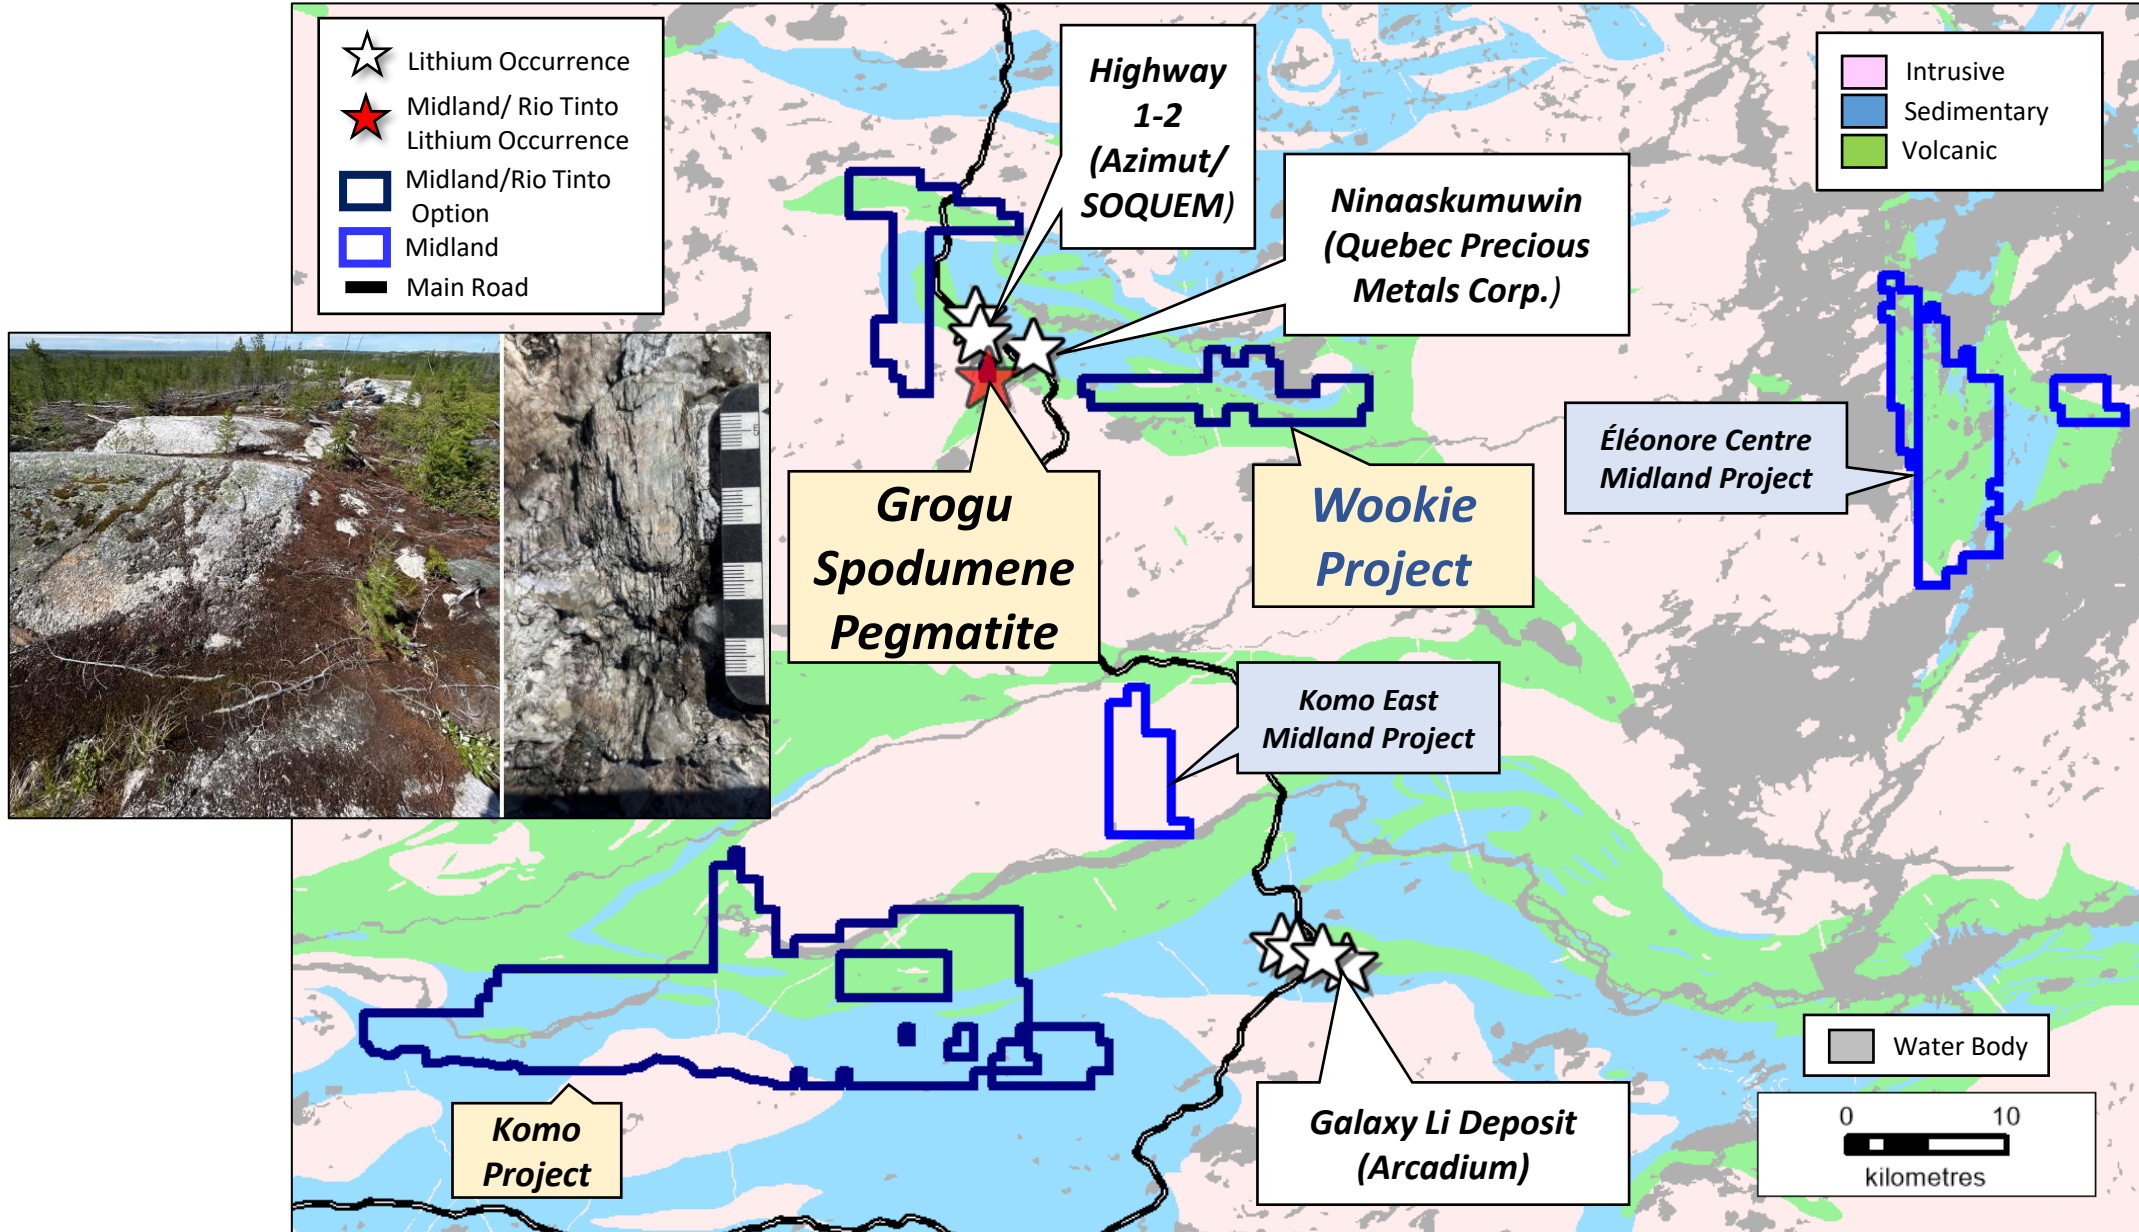 Lithium Occurrence
Midland/ Rio Tinto
Lithium Occurrence
Midland/Rio Tinto
Option
Midland
Main Road
Highway
1-2
(Azimut/
SOQUEM)
Ninaaskumuwin
(Quebec Precious
Metals Corp.)
Intrusive
Sedimentary
Volcanic
Grogu
Spodumene
Pegmatite
Wookie
Project
Éléonore Centre
Midland Project
Komo East
Midland Project
Komo
Project
Galaxy Li Deposit
(Arcadium)
Water Body
0 10
kilometres
5